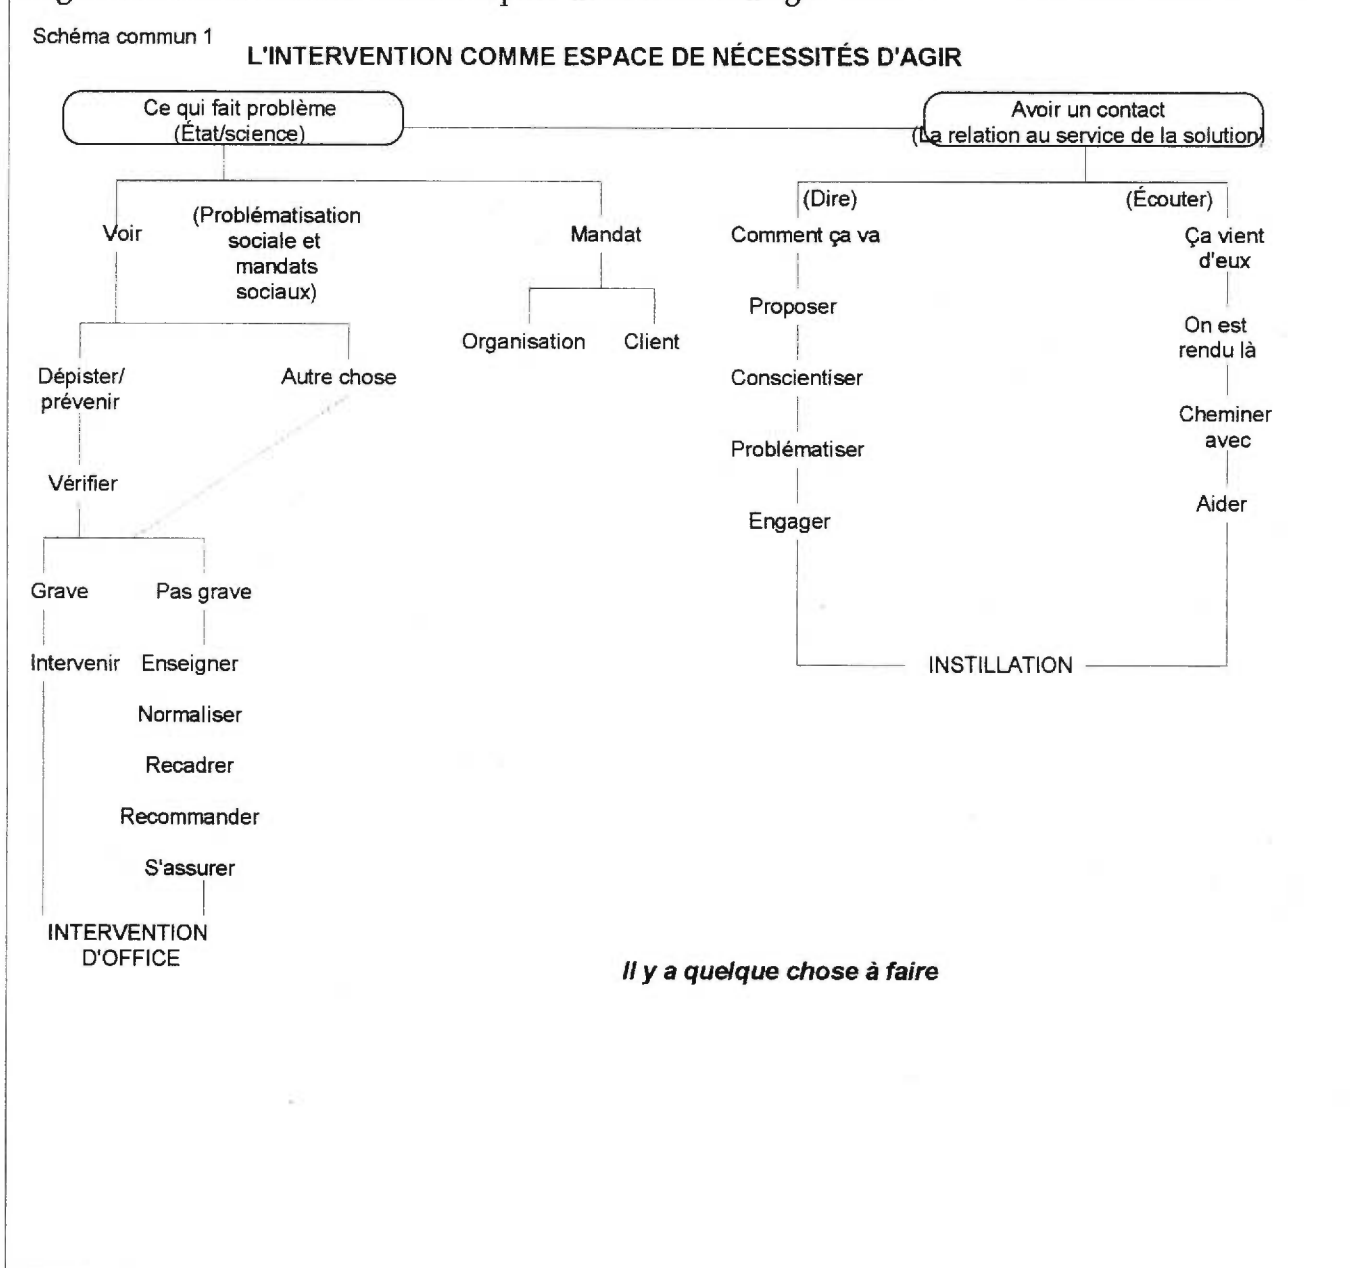 Schéma commun 1
L'INTERVENTION COMME ESPACE DE NÉCESSITÉS D'AGIR
Ce qui fait problème
(État/science)
Avoir un contact
(La relation au service de la solution)
Voir
(Problématisation
sociale et
mandats
sociaux)
Mandat
Organisation
Client
Dépister/
prévenir
Autre chose
Vérifier
Grave
Pas grave
Intervenir
Enseigner
Normaliser
Recadrer
Recommander
S'assurer
INTERVENTION
D'OFFICE
(Dire)
Comment ça va
Proposer
Conscientiser
Problématiser
Engager
(Écouter)
Ça vient
d'eux
On est
rendu là
Cheminer
avec
Aider
INSTILLATION
Il y a quelque chose à faire